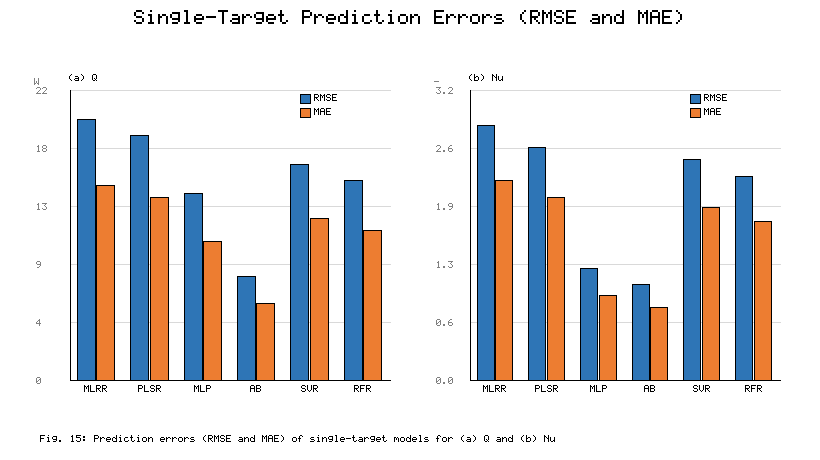 Single-Target Prediction Errors (RMSE and MAE)
W
(a) Q
22
18
13
9
4
0
RMSE
MAE
MLRR PLSR MLP AB SVR RFR
–
(b) Nu
3.2
2.6
1.9
1.3
0.6
0.0
RMSE
MAE
MLRR PLSR MLP AB SVR RFR
Fig. 15: Prediction errors (RMSE and MAE) of single-target models for (a) Q and (b) Nu